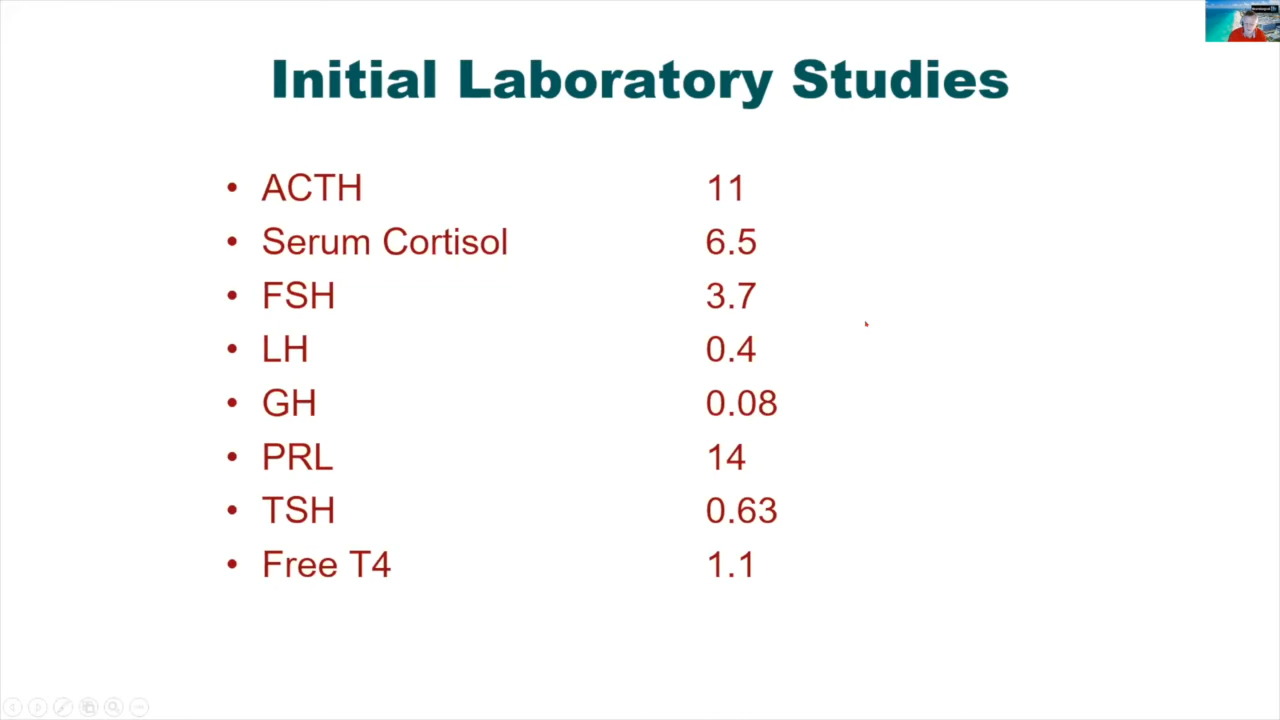 Initial Laboratory Studies
• ACTH 11
• Serum Cortisol 6.5
• FSH 3.7
• LH 0.4
• GH 0.08
• PRL 14
• TSH 0.63
• Free T4 1.1